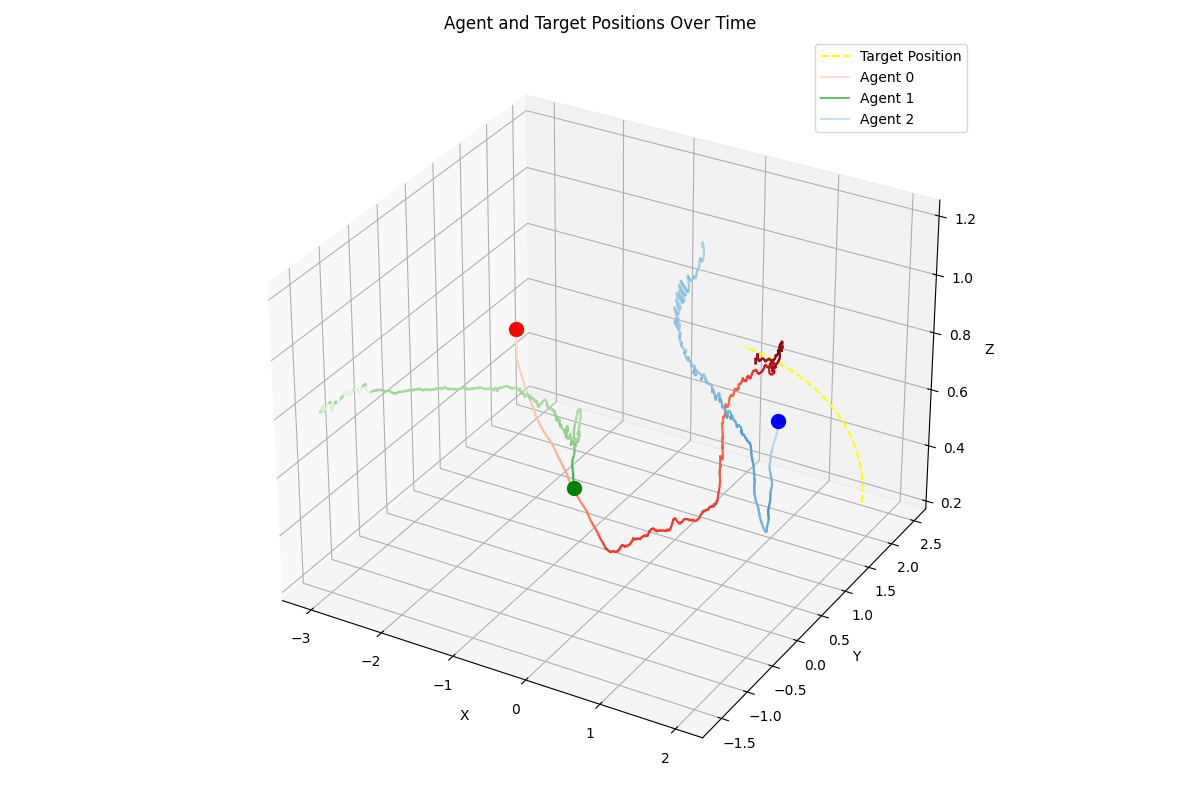 Agent and Target Positions Over Time
Target Position
Agent 0
Agent 1
Agent 2
1.2
1.0
0.8
Z
0.6
0.4
0.2
2.5
2.0
1.5
1.0
0.5
Y
0.0
−0.5
−1.0
−1.5
−3
−2
−1
X
0
1
2